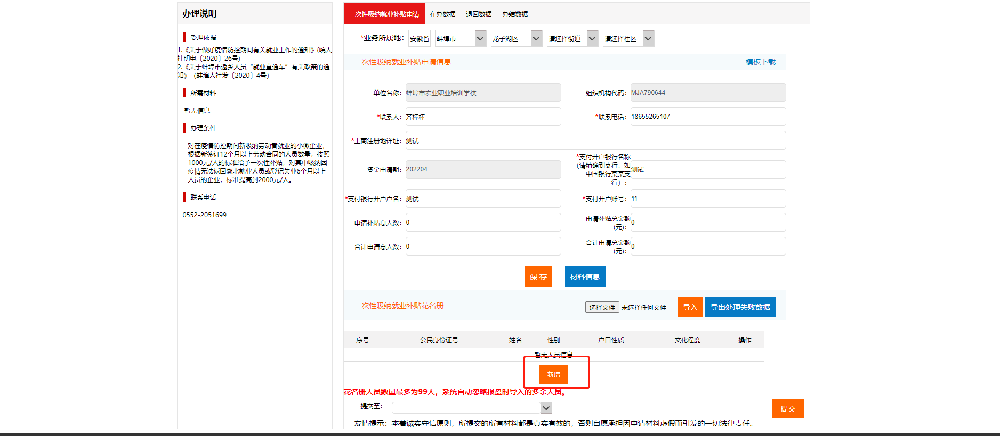 办理说明
受理依据
1.《关于做好疫情防控期间有关就业工作的通知》(皖人
社明电〔2020〕26号)
2.《关于蚌埠市返乡人员“就业直通车”有关政策的通
知》（蚌埠人社发〔2020〕4号）
所需材料
暂无信息
办理条件
对在疫情防控期间新吸纳劳动者就业的小微企业，
根据新签订12个月以上劳动合同的人员数量，按照
1000元/人的标准给予一次性补贴，对其中吸纳因
疫情无法返回湖北就业人员或登记失业6个月以上
人员的企业，标准提高到2000元/人。
联系电话
0552-2051699
一次性吸纳就业补贴申请 在办数据 退回数据 办结数据
*业务所属地： 安徽省 蚌埠市 龙子湖区 请选择街道 请选择社区
一次性吸纳就业补贴申请信息 模板下载
单位名称： 蚌埠市宏业职业培训学校 组织机构代码： MJA790644
*联系人： 齐棒棒 *联系电话： 18655265107
*工商注册地详址： 测试
资金申请期： 202204
*支付开户银行名称
（请精确到支行，如
中国银行某某支
行）：
测试
*支付银行开户户名： 测试 *支付开户账号： 11
申请补贴总人数： 0
申请补贴总金额
(元)：
0
合计申请总人数： 0
合计申请总金额
(元)：
0
保 存 材料信息
一次性吸纳就业补贴花名册 选择文件 未选择任何文件 导入 导出处理失败数据
序号 公民身份证号 姓名 性别 户口性质 文化程度 操作
暂无人员信息
新增
花名册人员数量最多为99人，系统自动忽略报盘时导入的多余人员。
提交至：
提交
友情提示：本着诚实守信原则，所提交的所有材料都是真实有效的，否则自愿承担因申请材料虚假而引发的一切法律责任。